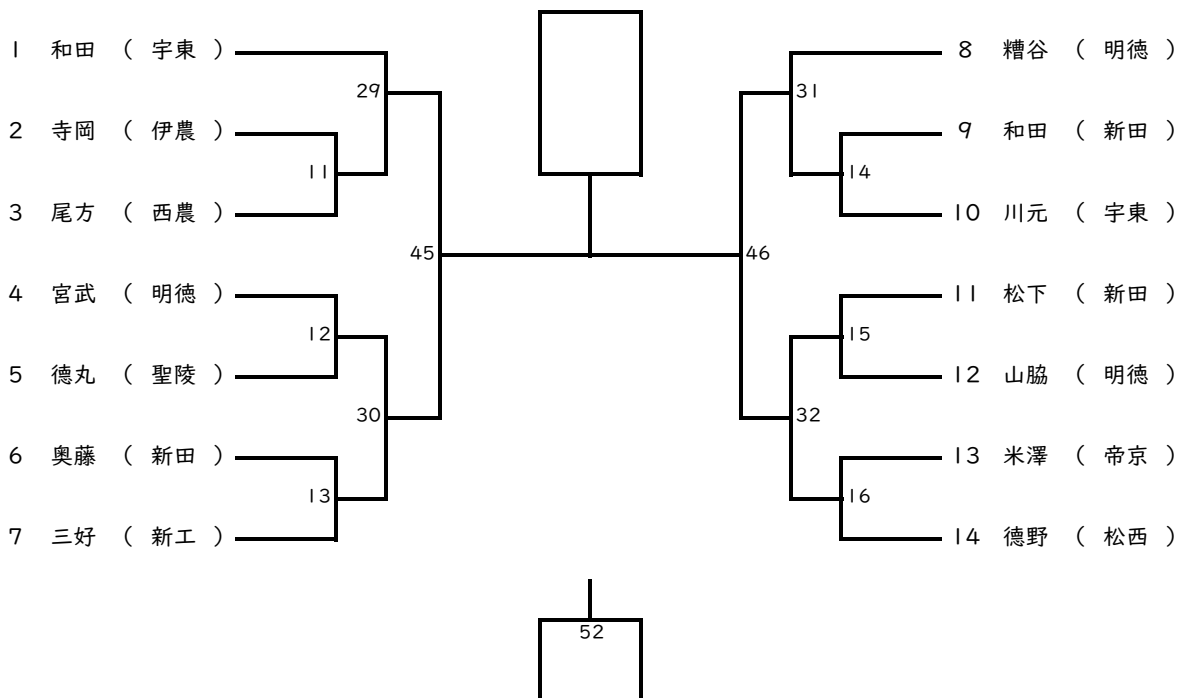 1 和田 ( 宇東 )
29
2 寺岡 ( 伊農 )
11
3 尾方 ( 西農 )
45
4 宮武 ( 明徳 )
12
5 德丸 ( 聖陵 )
30
6 奥藤 ( 新田 )
13
7 三好 ( 新工 )
8 糟谷 ( 明徳 )
31
9 和田 ( 新田 )
14
10 川元 ( 宇東 )
46
11 松下 ( 新田 )
15
12 山脇 ( 明徳 )
32
13 米澤 ( 帝京 )
16
14 德野 ( 松西 )
52